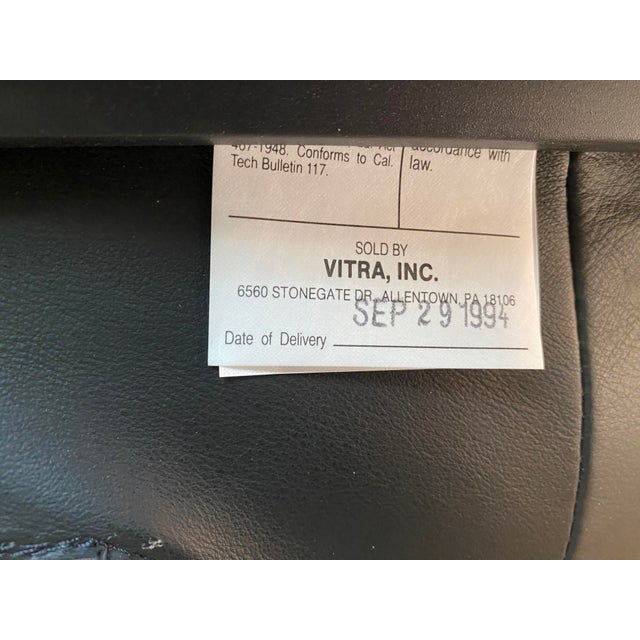 467-1948. Conforms to Cal.
Tech Bulletin 117.
accordance with
law.
SOLD BY
VITRA, INC.
6560 STONEGATE DR. ALLENTOWN, PA 18106
SEP 29 1994
Date of Delivery